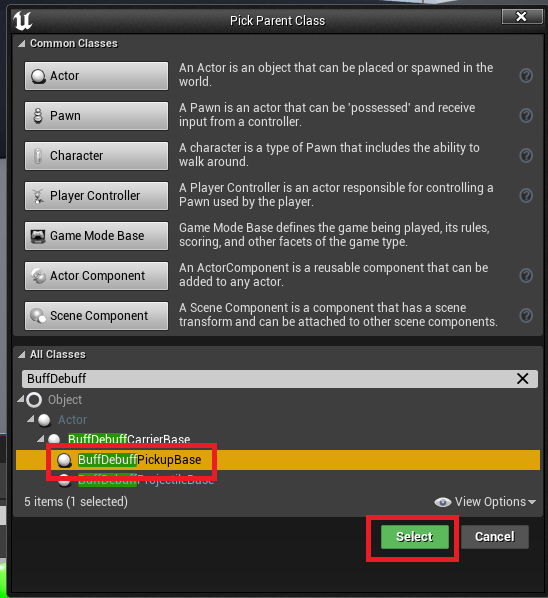 Pick Parent Class
Common Classes
Actor
An Actor is an object that can be placed or spawned in the
world.
Pawn
A Pawn is an actor that can be 'possessed' and receive
input from a controller.
Character
A character is a type of Pawn that includes the ability to
walk around.
Player Controller
A Player Controller is an actor responsible for controlling a
Pawn used by the player.
Game Mode Base
Game Mode Base defines the game being played, its rules,
scoring, and other facets of the game type.
Actor Component
An ActorComponent is a reusable component that can be
added to any actor.
Scene Component
A Scene Component is a component that has a scene
transform and can be attached to other scene components.
All Classes
BuffDebuff
Object
Actor
BuffDebuffCarrierBase
BuffDebuffPickupBase
BuffDebuffProjectileBase
5 items (1 selected)
View Options
Select
Cancel